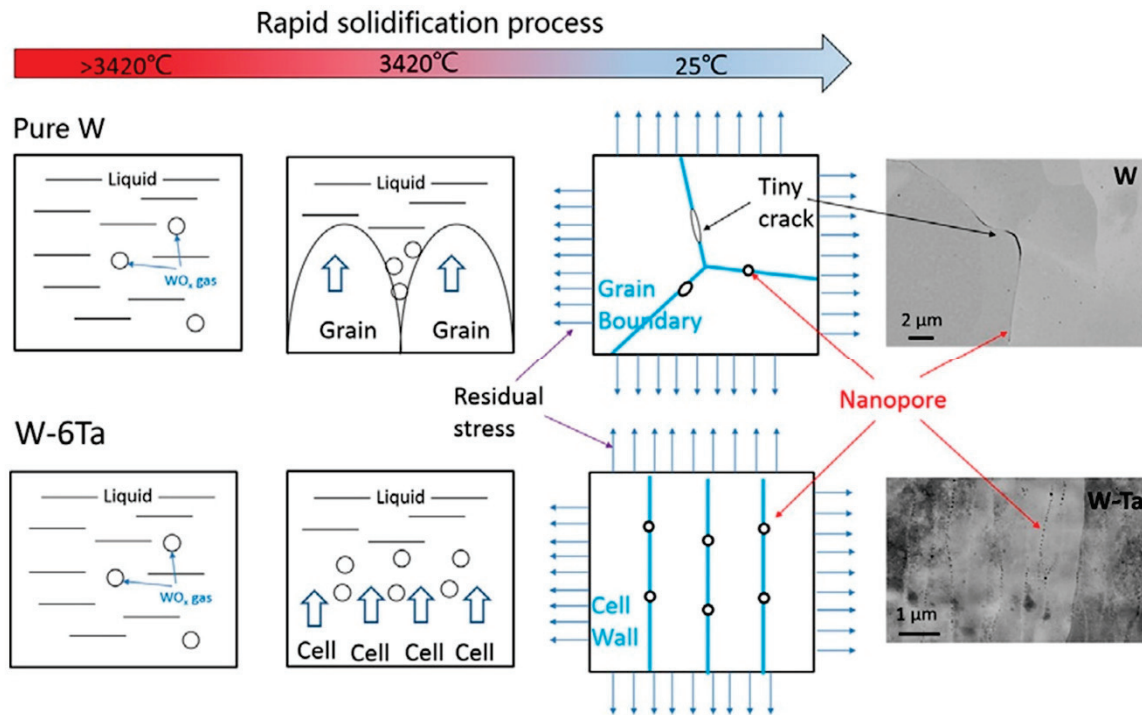 Rapid solidification process
>3420℃ 3420℃ 25℃
Pure W
Liquid
WOₓ gas
Liquid
Grain Grain
Tiny
crack
Grain
Boundary
W
2 µm
Residual
stress
Nanopore
W-6Ta
Liquid
WOₓ gas
Liquid
Cell Cell Cell Cell
Cell
Wall
W-Ta
1 µm